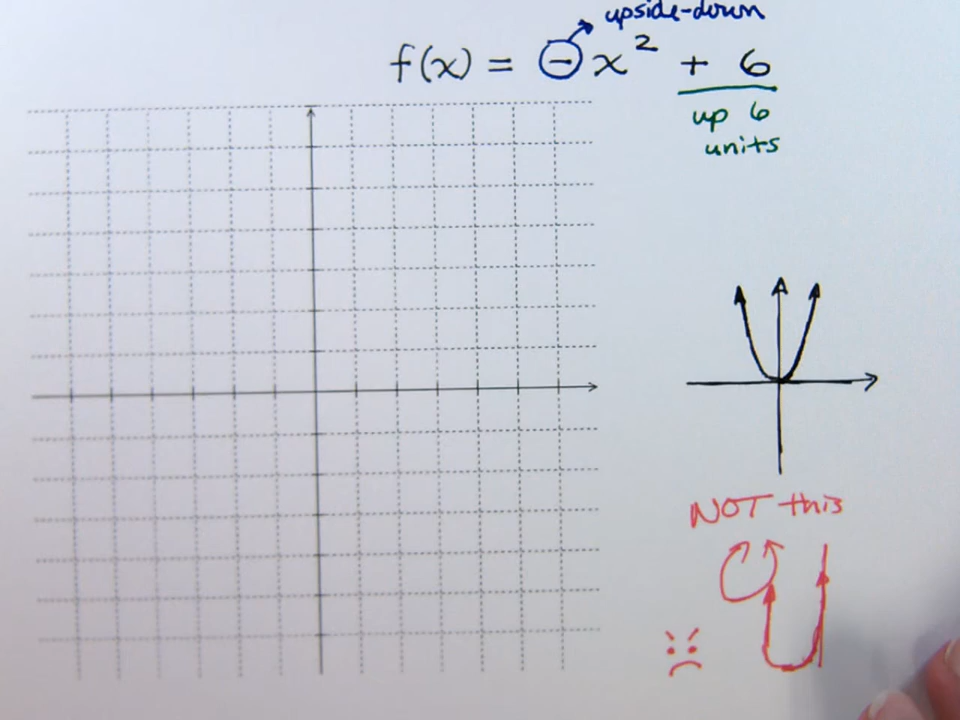 upside-down
f(x) = -x² + 6
up 6
units
NOT this